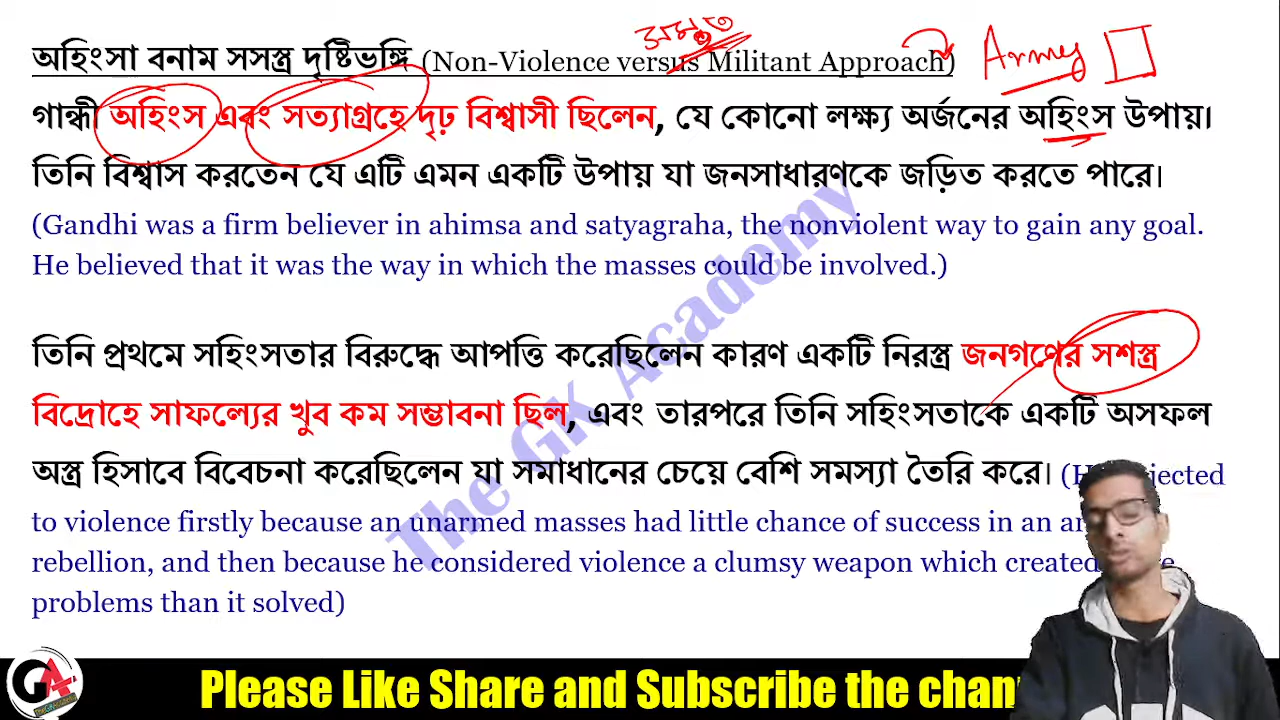 অহিংসা বনাম সসস্ত্র দৃষ্টিভঙ্গি (Non-Violence versus Militant Approach)
Armey
গান্ধী অহিংস এবং সত্যাগ্রহে দৃঢ় বিশ্বাসী ছিলেন, যে কোনো লক্ষ্য অর্জনের অহিংস উপায়।
তিনি বিশ্বাস করতেন যে এটি এমন একটি উপায় যা জনসাধারণকে জড়িত করতে পারে।
(Gandhi was a firm believer in ahimsa and satyagraha, the nonviolent way to gain any goal.
He believed that it was the way in which the masses could be involved.)
তিনি প্রথমে সহিংসতার বিরুদ্ধে আপত্তি করেছিলেন কারণ একটি নিরস্ত্র জনগণের সশস্ত্র
বিদ্রোহে সাফল্যের খুব কম সম্ভাবনা ছিল, এবং তারপরে তিনি সহিংসতাকে একটি অসফল
অস্ত্র হিসাবে বিবেচনা করেছিলেন যা সমাধানের চেয়ে বেশি সমস্যা তৈরি করে।
to violence firstly because an unarmed masses had little chance of success in an
rebellion, and then because he considered violence a clumsy weapon which created
problems than it solved)
The GK Academy
GA
Please Like Share and Subscribe the